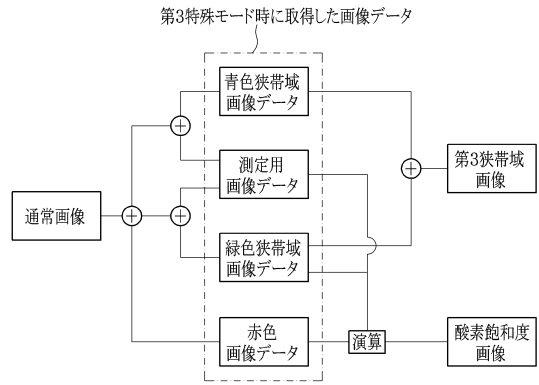 第3特殊モード時に取得した画像データ
青色狭帯域
画像データ
測定用
画像データ
第3狭帯域
画像
通常画像
緑色狭帯域
画像データ
赤色
画像データ
演算
酸素飽和度
画像